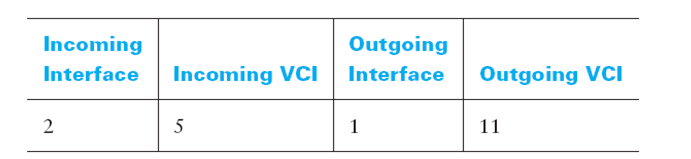 Incoming Interface Incoming VCI Outgoing Interface Outgoing VCI
2 5 1 11